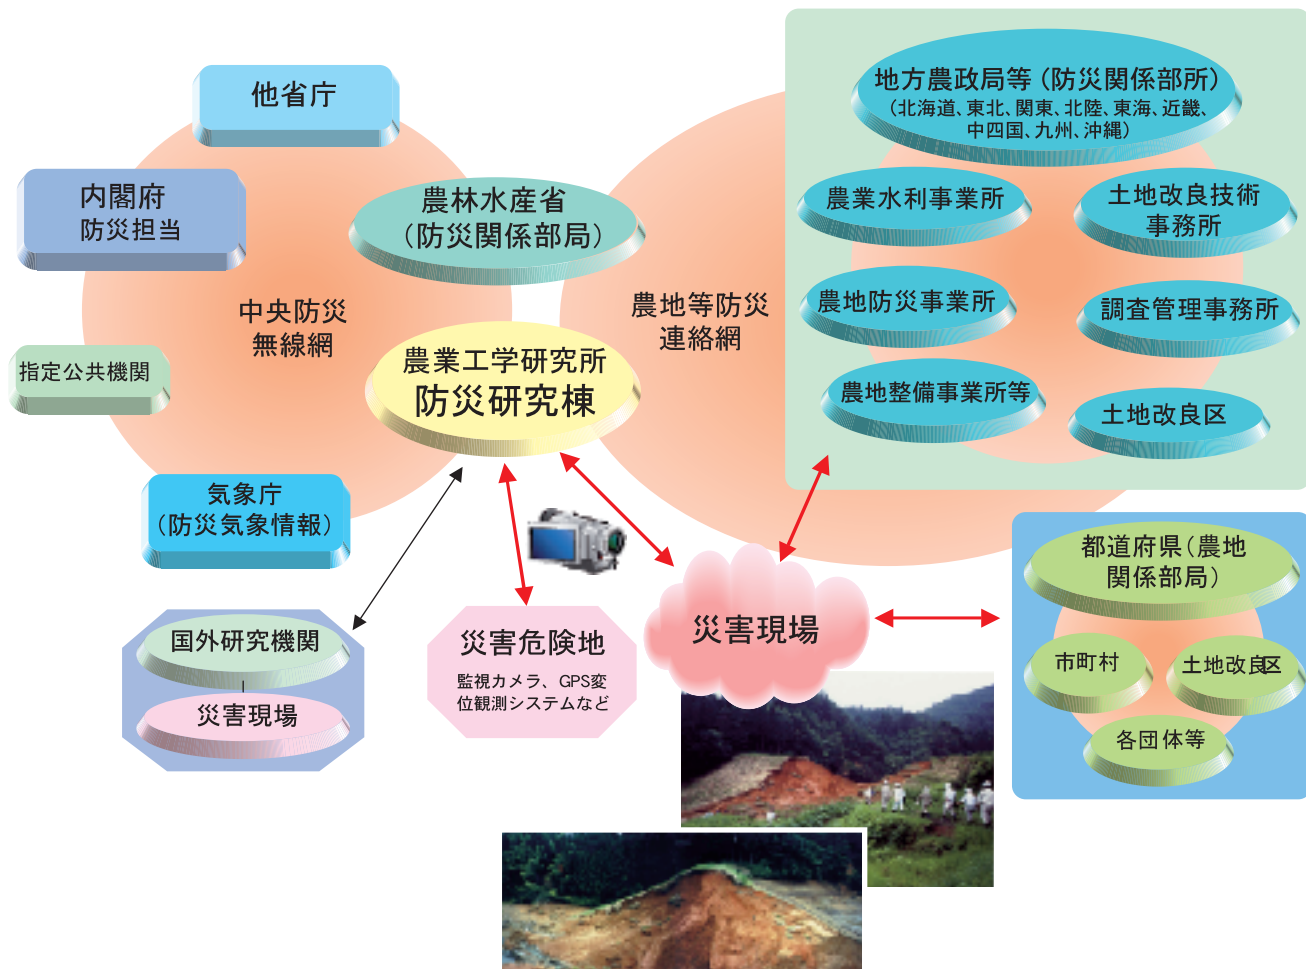 他省庁
内閣府
防災担当
農林水産省
（防災関係部局）
中央防災
無線網
指定公共機関
農業工学研究所
防災研究棟
気象庁
（防災気象情報）
農地等防災
連絡網
地方農政局等（防災関係部所）
（北海道、東北、関東、北陸、東海、近畿、
中四国、九州、沖縄）
農業水利事業所
土地改良技術
事務所
農地防災事業所
調査管理事務所
農地整備事業所等
土地改良区
国外研究機関
災害現場
災害危険地
監視カメラ、GPS変
位観測システムなど
災害現場
都道府県（農地
関係部局）
市町村
土地改良区
各団体等